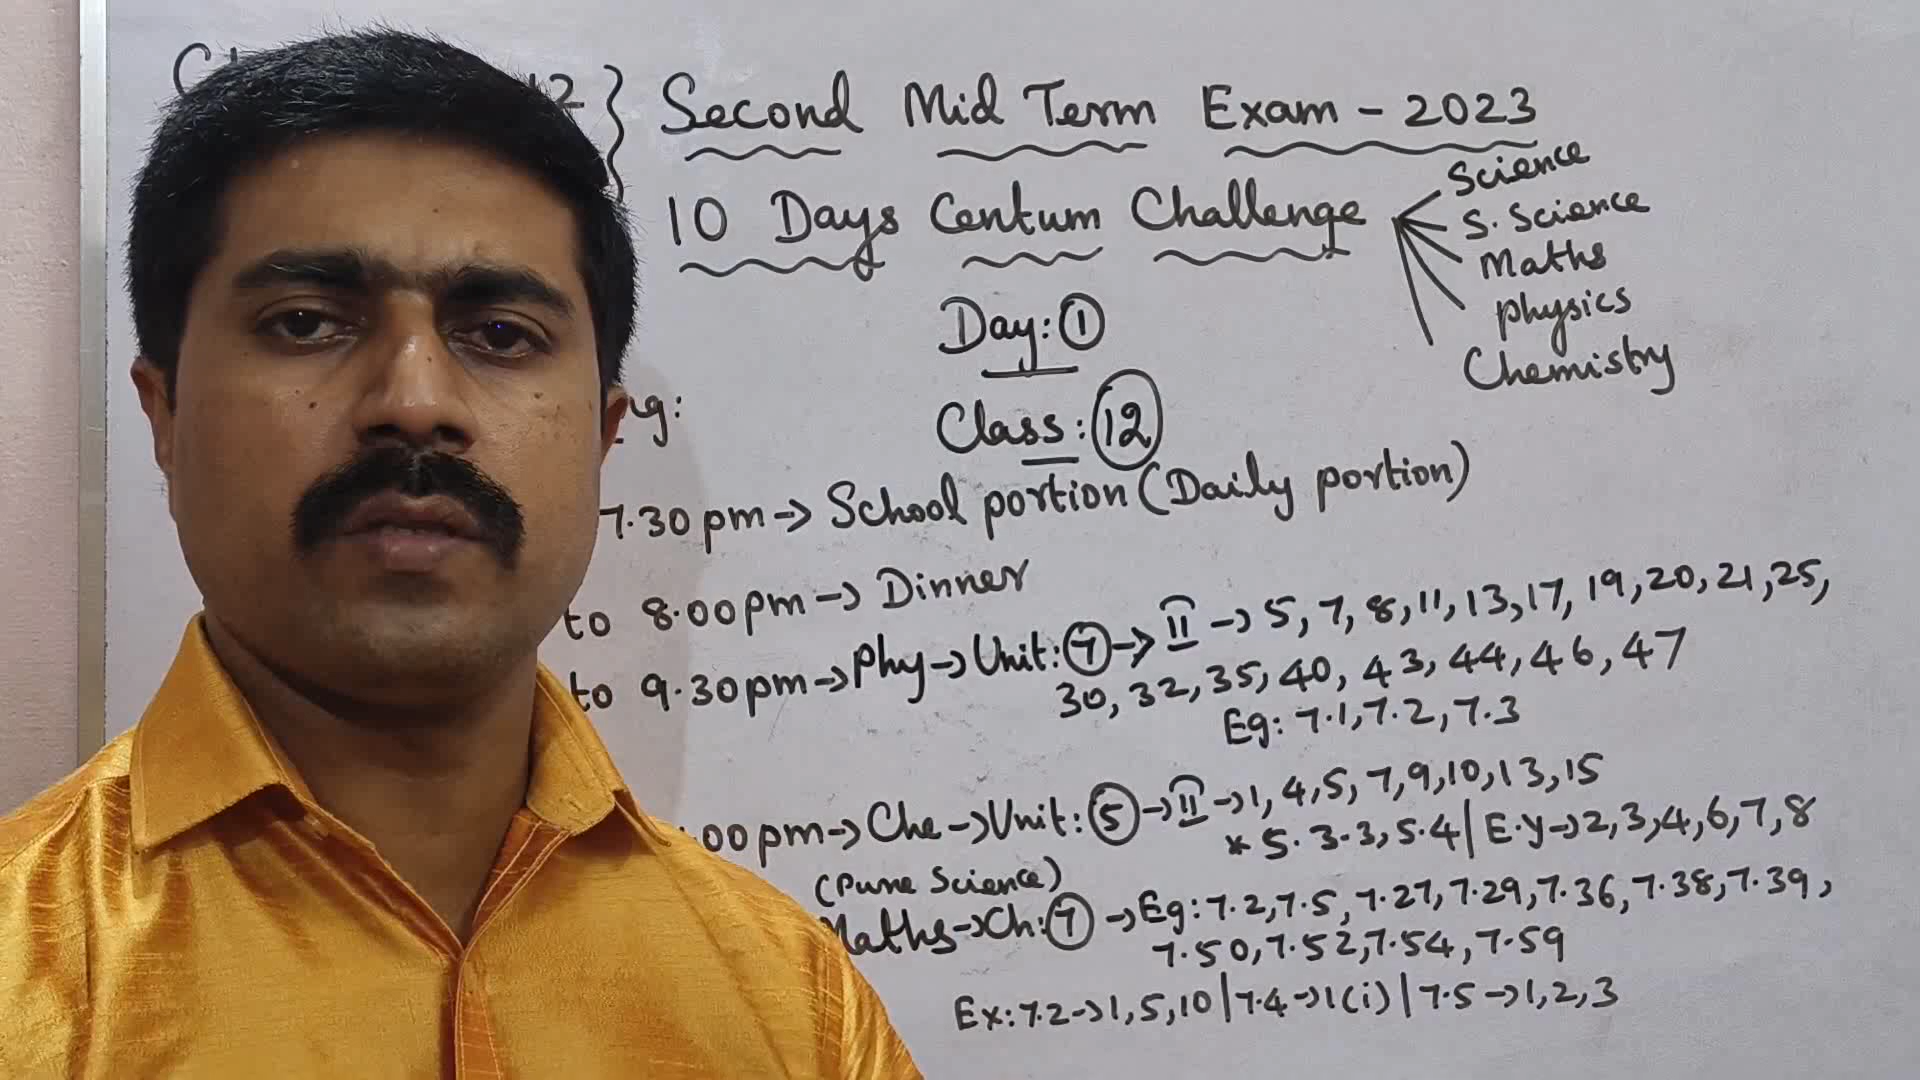 12 } Second Mid Term Exam - 2023
10 Days Centum Challenge
Science
S. Science
Maths
physics
Chemistry
Day: 1
Class: 12
7.30pm -> School portion (Daily portion)
to 8.00pm -> Dinner
to 9.30pm -> Phy -> Unit: 7 -> II -> 5, 7, 8, 11, 13, 17, 19, 20, 21, 25,
30, 32, 35, 40, 43, 44, 46, 47
Eg: 7.1, 7.2, 7.3
.00pm -> Che -> Unit: 5 -> II -> 1, 4, 5, 7, 9, 10, 13, 15
* 5.3.3, 5.4 | E.y -> 2, 3, 4, 6, 7, 8
(Pure Science)
Maths -> Ch: 7 -> Eg: 7.2, 7.5, 7.27, 7.29, 7.36, 7.38, 7.39,
7.50, 7.52, 7.54, 7.59
Ex: 7.2 -> 1, 5, 10 | 7.4 -> 1(i) | 7.5 -> 1, 2, 3